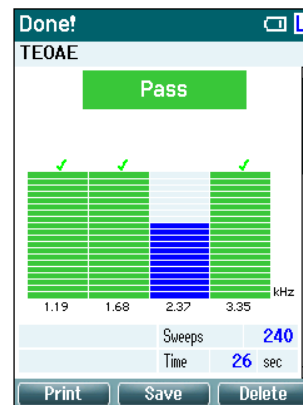 Done! L
TEOAE
Pass
kHz
1.19 1.68 2.37 3.35
Sweeps 240
Time 26 sec
Print Save Delete